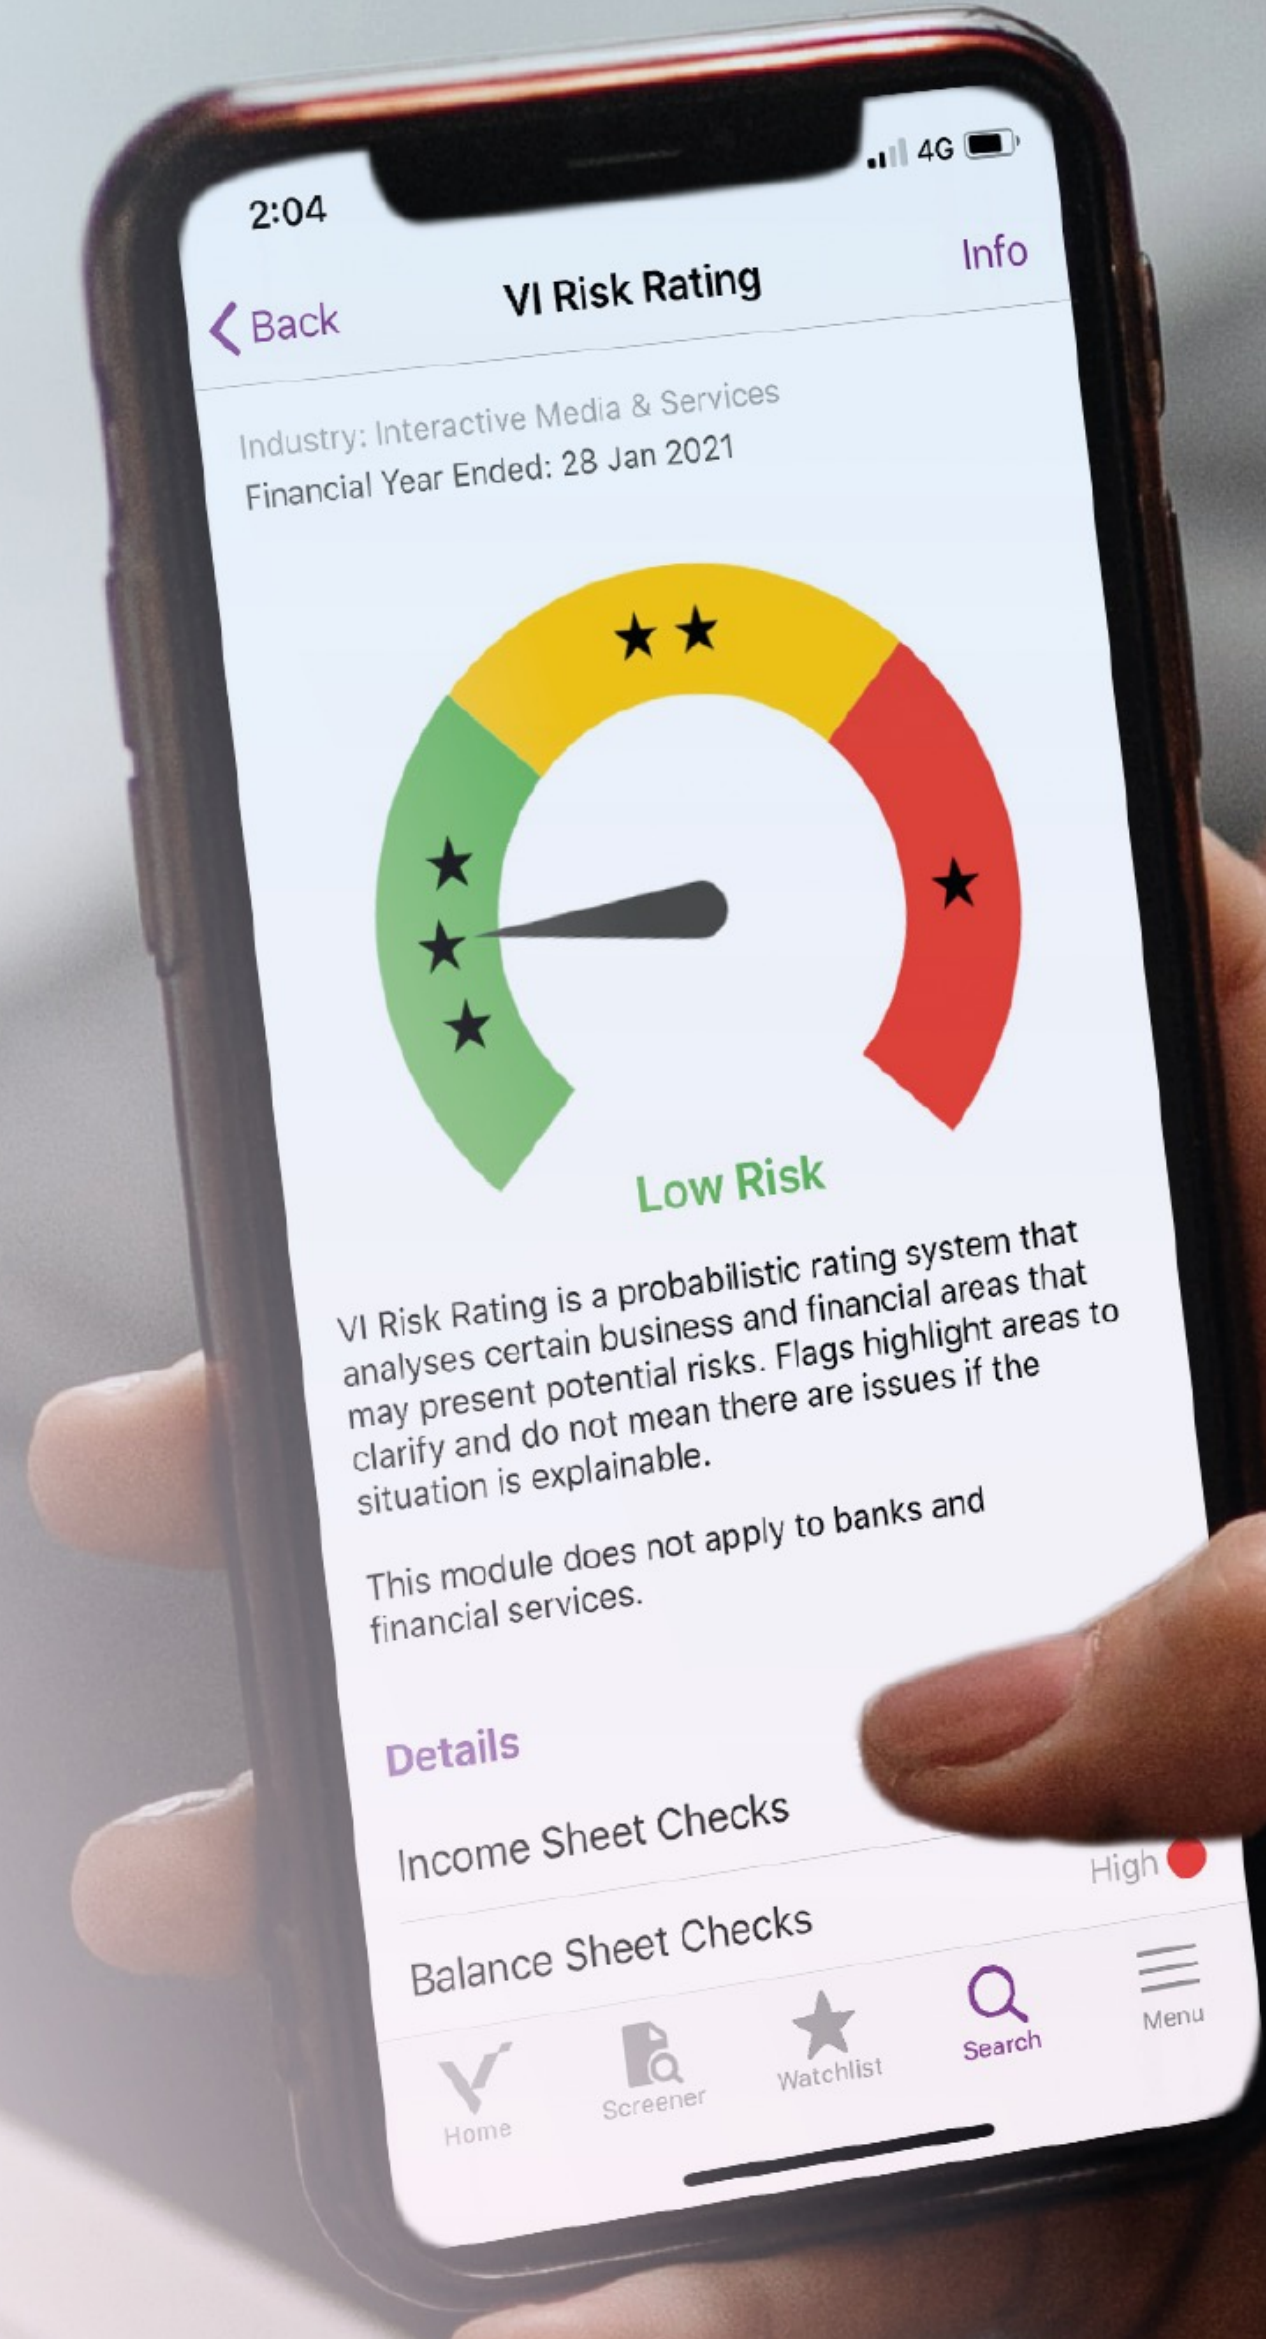 2:04
4G
Back
VI Risk Rating
Info
Industry: Interactive Media & Services
Financial Year Ended: 28 Jan 2021
Low Risk
VI Risk Rating is a probabilistic rating system that
analyses certain business and financial areas that
may present potential risks. Flags highlight areas to
clarify and do not mean there are issues if the
situation is explainable.
This module does not apply to banks and
financial services.
Details
Income Sheet Checks
Balance Sheet Checks
High
Home
Screener
Watchlist
Search
Menu